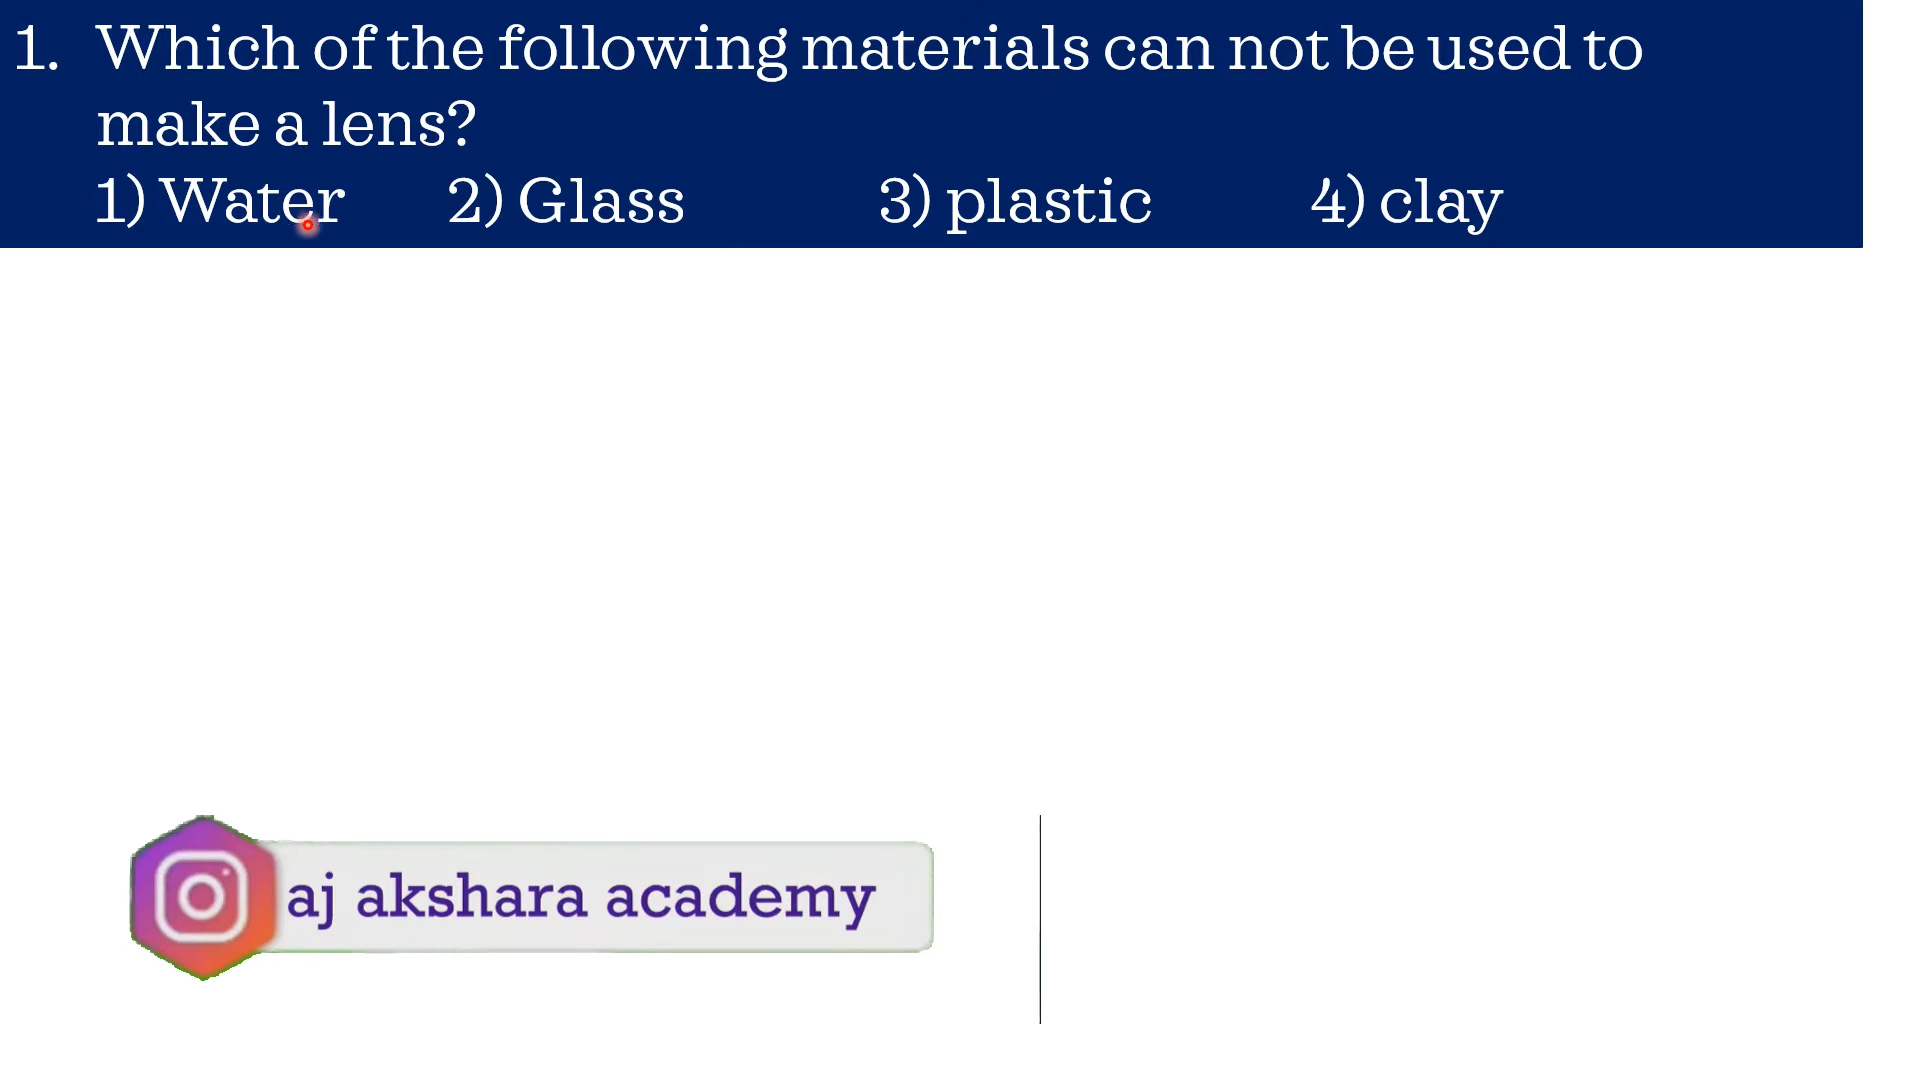 1. Which of the following materials can not be used to
make a lens?
1) Water 2) Glass 3) plastic 4) clay
aj akshara academy